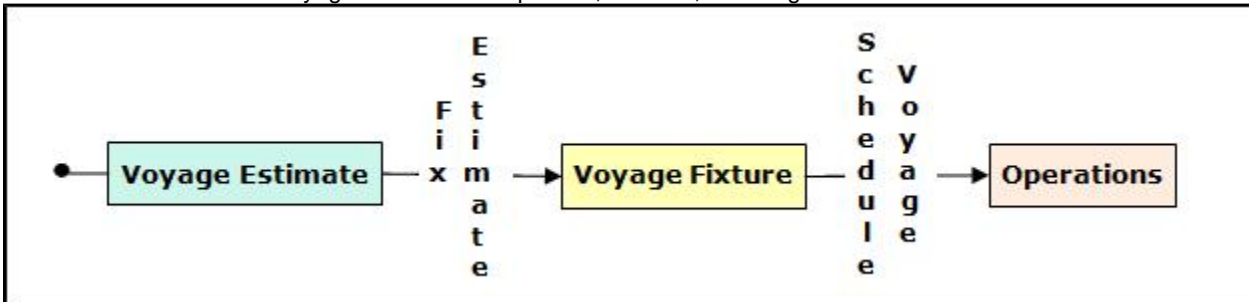 Voyage Estimate
Fix
Estimate
Voyage Fixture
Schedule
Voyage
Operations